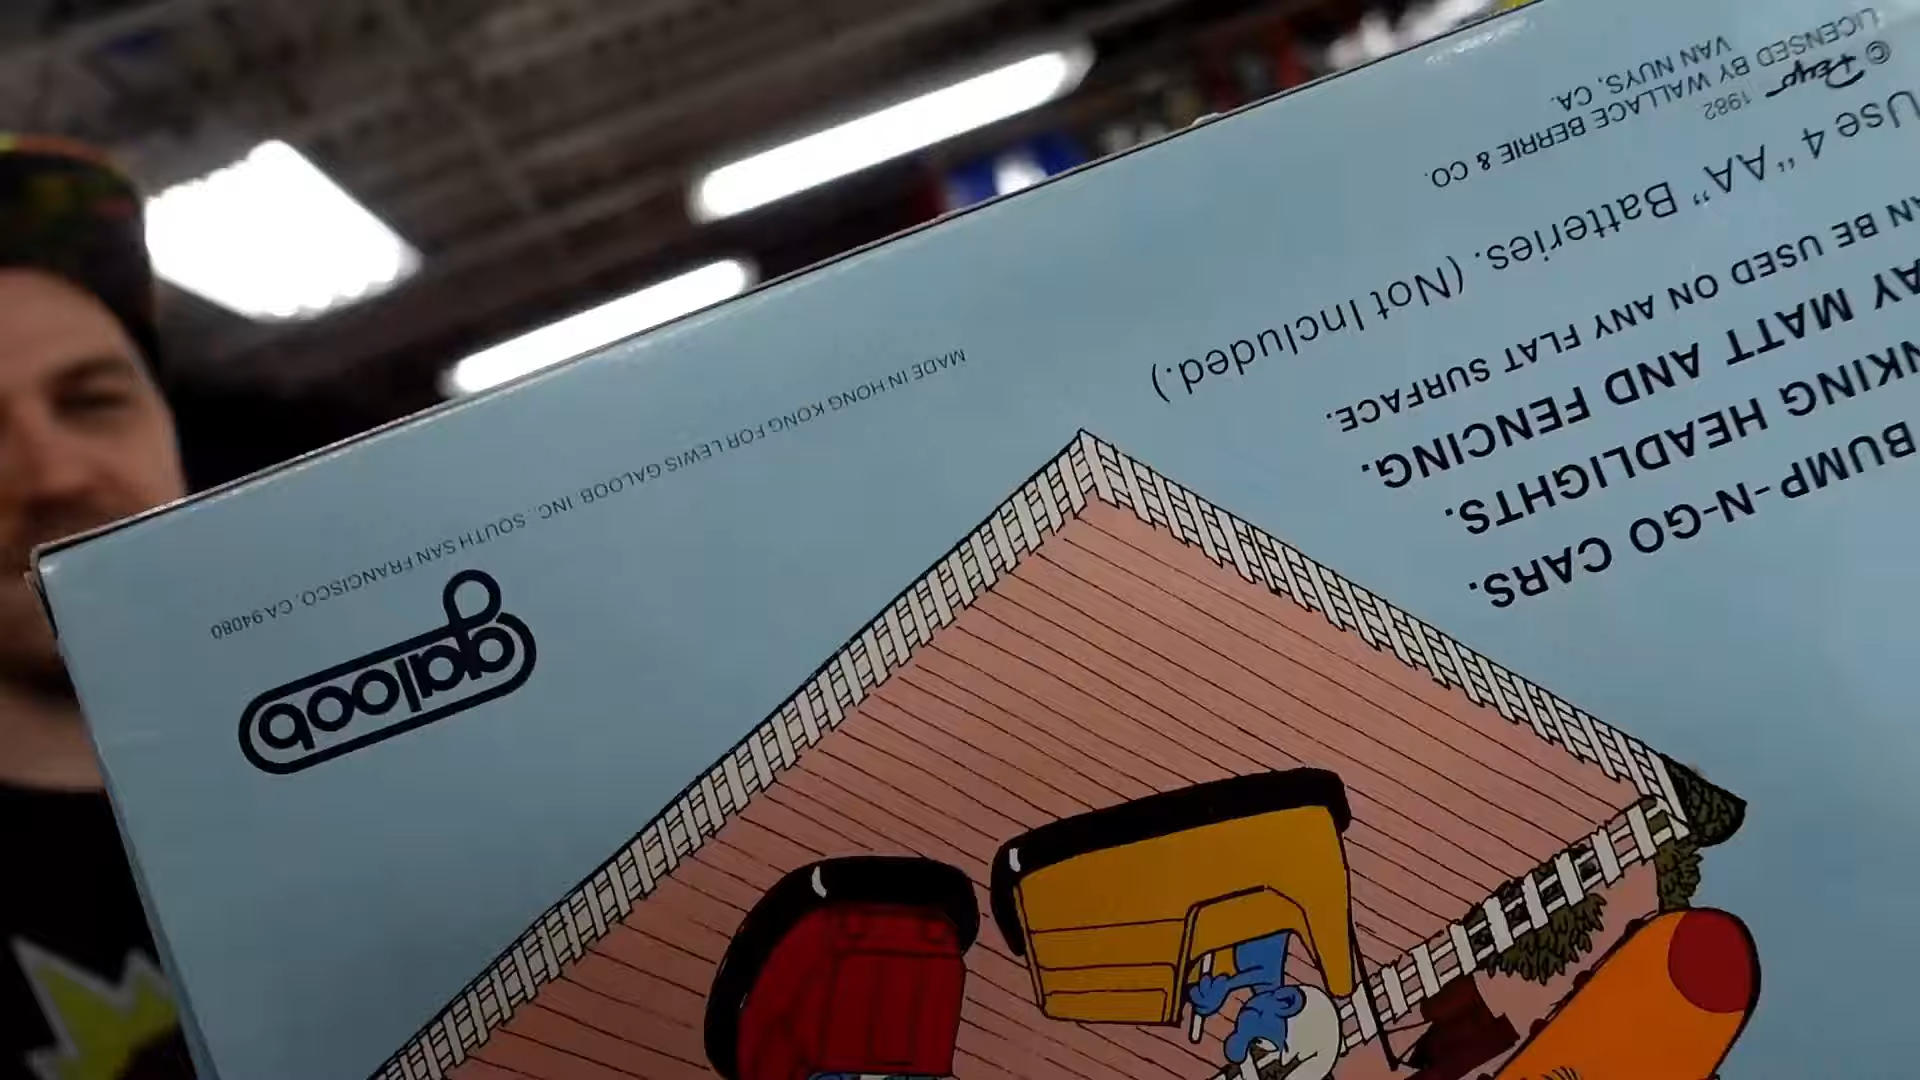 BUMP-N-GO CARS.
NKING HEADLIGHTS.
AY MATT AND FENCING.
AN BE USED ON ANY FLAT SURFACE.
Use 4 "AA" Batteries. (Not Included.)
© Peyo 1982
LICENSED BY WALLACE BERRIE & CO.
VAN NUYS, CA.
galoob
MADE IN HONG KONG FOR LEWIS GALOOB, INC., SOUTH SAN FRANCISCO, CA 94080